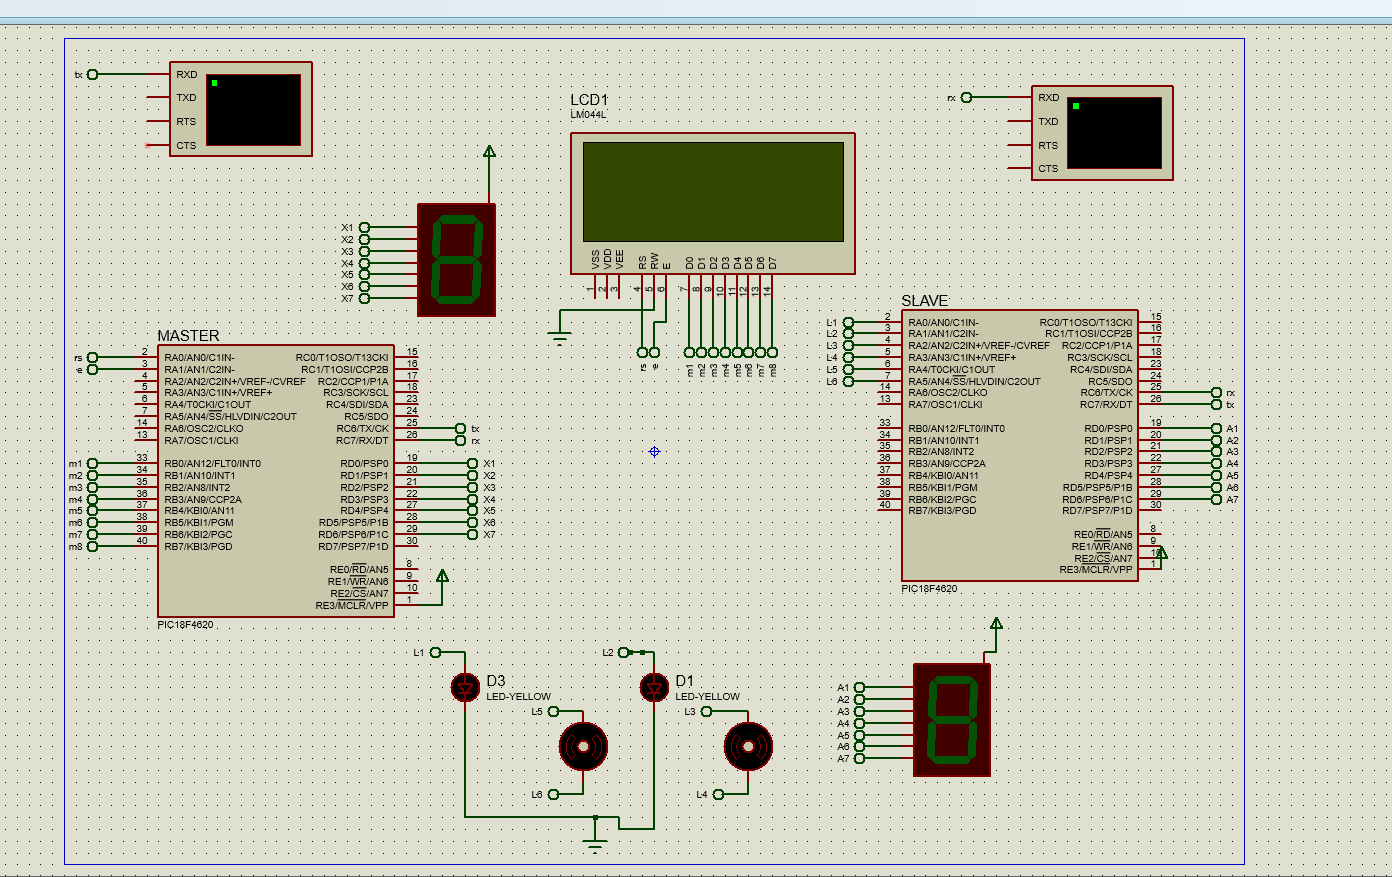 tx
RXD
TXD
RTS
CTS
LCD1
LM044L
VSS
VDD
VEE
RS
RW
E
D0
D1
D2
D3
D4
D5
D6
D7
1
2
3
4
5
6
7
8
9
10
11
12
13
14
rs
e
m1
m2
m3
m4
m5
m6
m7
m8
rx
RXD
TXD
RTS
CTS
X1
X2
X3
X4
X5
X6
X7
MASTER
rs 2 RA0/AN0/C1IN- RC0/T1OSO/T13CKI 15
e 3 RA1/AN1/C2IN- RC1/T1OSI/CCP2B 16
4 RA2/AN2/C2IN+/VREF-/CVREF RC2/CCP1/P1A 17
5 RA3/AN3/C1IN+/VREF+ RC3/SCK/SCL 18
6 RA4/T0CKI/C1OUT RC4/SDI/SDA 23
7 RA5/AN4/SS/HLVDIN/C2OUT RC5/SDO 24
14 RA6/OSC2/CLKO RC6/TX/CK 25 tx
13 RA7/OSC1/CLKI RC7/RX/DT 26 rx
m1 33 RB0/AN12/FLT0/INT0 RD0/PSP0 19 X1
m2 34 RB1/AN10/INT1 RD1/PSP1 20 X2
m3 35 RB2/AN8/INT2 RD2/PSP2 21 X3
m4 36 RB3/AN9/CCP2A RD3/PSP3 22 X4
m5 37 RB4/KBI0/AN11 RD4/PSP4 27 X5
m6 38 RB5/KBI1/PGM RD5/PSP5/P1B 28 X6
m7 39 RB6/KBI2/PGC RD6/PSP6/P1C 29 X7
m8 40 RB7/KBI3/PGD RD7/PSP7/P1D 30
RE0/RD/AN5 8
RE1/WR/AN6 9
RE2/CS/AN7 10
RE3/MCLR/VPP 1
PIC18F4620
SLAVE
L1 2 RA0/AN0/C1IN- RC0/T1OSO/T13CKI 15
L2 3 RA1/AN1/C2IN- RC1/T1OSI/CCP2B 16
L3 4 RA2/AN2/C2IN+/VREF-/CVREF RC2/CCP1/P1A 17
L4 5 RA3/AN3/C1IN+/VREF+ RC3/SCK/SCL 18
L5 6 RA4/T0CKI/C1OUT RC4/SDI/SDA 23
L6 7 RA5/AN4/SS/HLVDIN/C2OUT RC5/SDO 24
14 RA6/OSC2/CLKO RC6/TX/CK 25 rx
13 RA7/OSC1/CLKI RC7/RX/DT 26 tx
33 RB0/AN12/FLT0/INT0 RD0/PSP0 19 A1
34 RB1/AN10/INT1 RD1/PSP1 20 A2
35 RB2/AN8/INT2 RD2/PSP2 21 A3
36 RB3/AN9/CCP2A RD3/PSP3 22 A4
37 RB4/KBI0/AN11 RD4/PSP4 27 A5
38 RB5/KBI1/PGM RD5/PSP5/P1B 28 A6
39 RB6/KBI2/PGC RD6/PSP6/P1C 29 A7
40 RB7/KBI3/PGD RD7/PSP7/P1D 30
RE0/RD/AN5 8
RE1/WR/AN6 9
RE2/CS/AN7 10
RE3/MCLR/VPP 1
PIC18F4620
L1
D3
LED-YELLOW
L2
D1
LED-YELLOW
L5
L6
L3
L4
A1
A2
A3
A4
A5
A6
A7